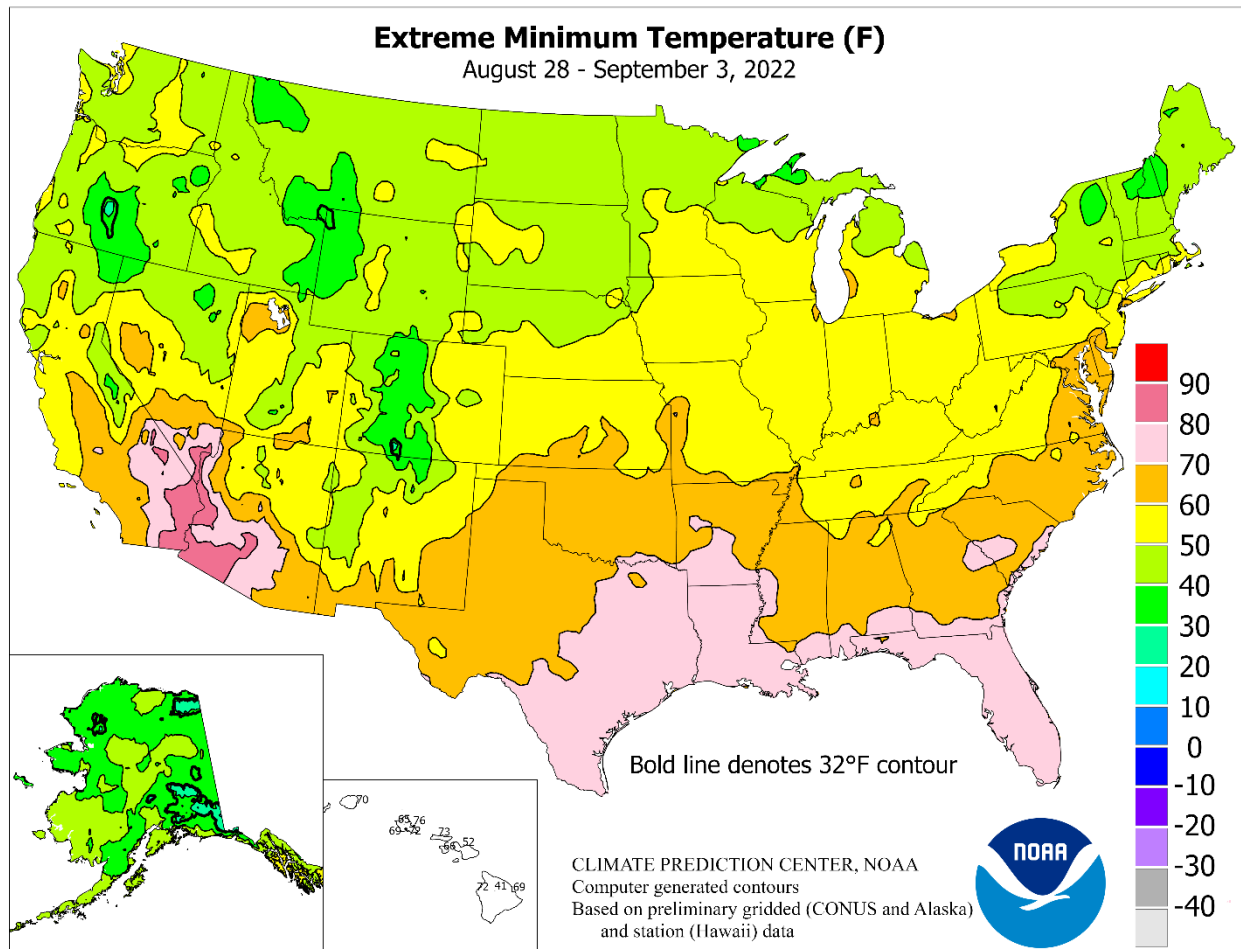 Extreme Minimum Temperature (F)
August 28 - September 3, 2022
90
80
70
60
50
40
30
20
10
0
-10
-20
-30
-40
Bold line denotes 32°F contour
70
76
69
72
73
52
72
41
69
CLIMATE PREDICTION CENTER, NOAA
Computer generated contours
Based on preliminary gridded (CONUS and Alaska)
and station (Hawaii) data
NOAA